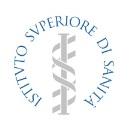 ISTITVTO SVPERIORE DI SANITÀ